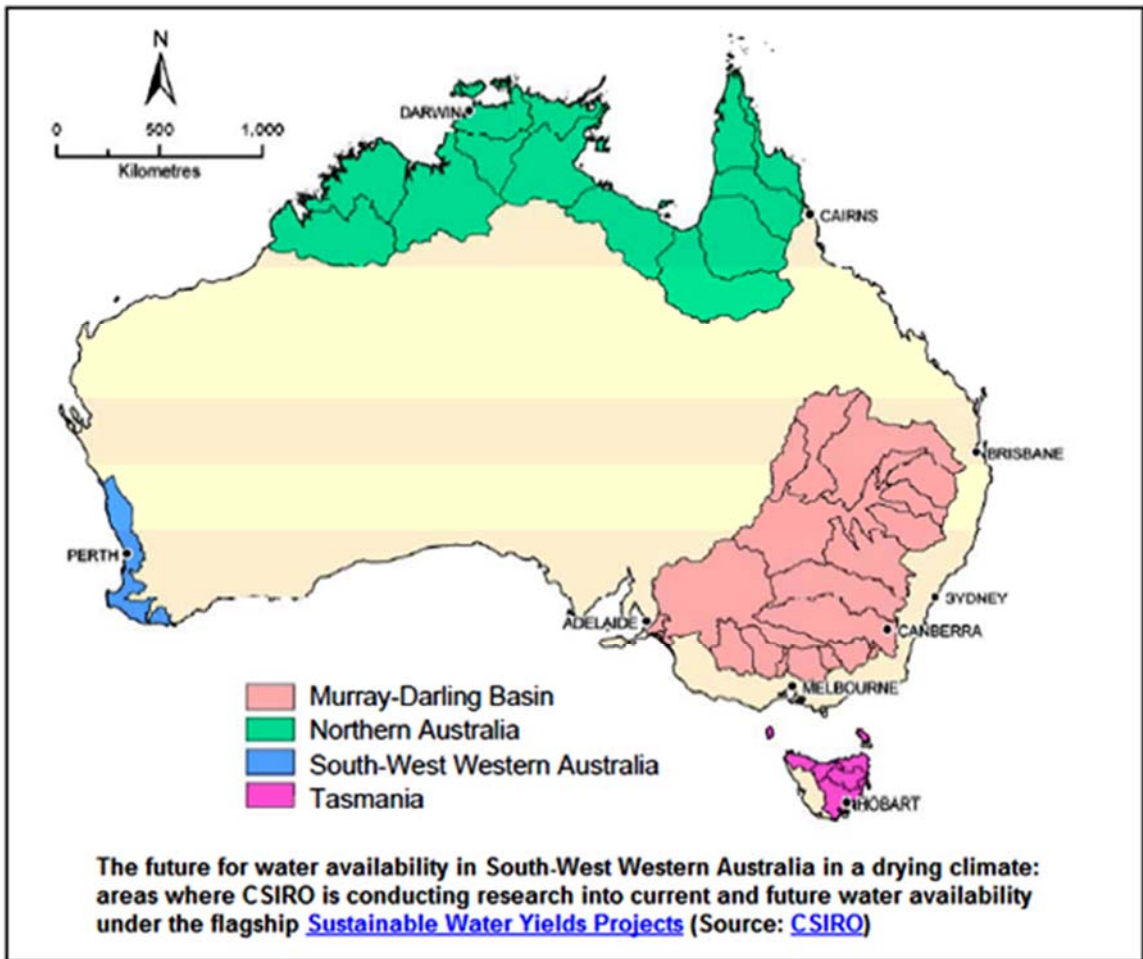 N
0 500 1,000
Kilometres
DARWIN
CAIRNS
BRISBANE
PERTH
SYDNEY
ADELAIDE
CANBERRA
MELBOURNE
Murray-Darling Basin
Northern Australia
South-West Western Australia
Tasmania
HOBART
The future for water availability in South-West Western Australia in a drying climate:
areas where CSIRO is conducting research into current and future water availability
under the flagship Sustainable Water Yields Projects (Source: CSIRO)